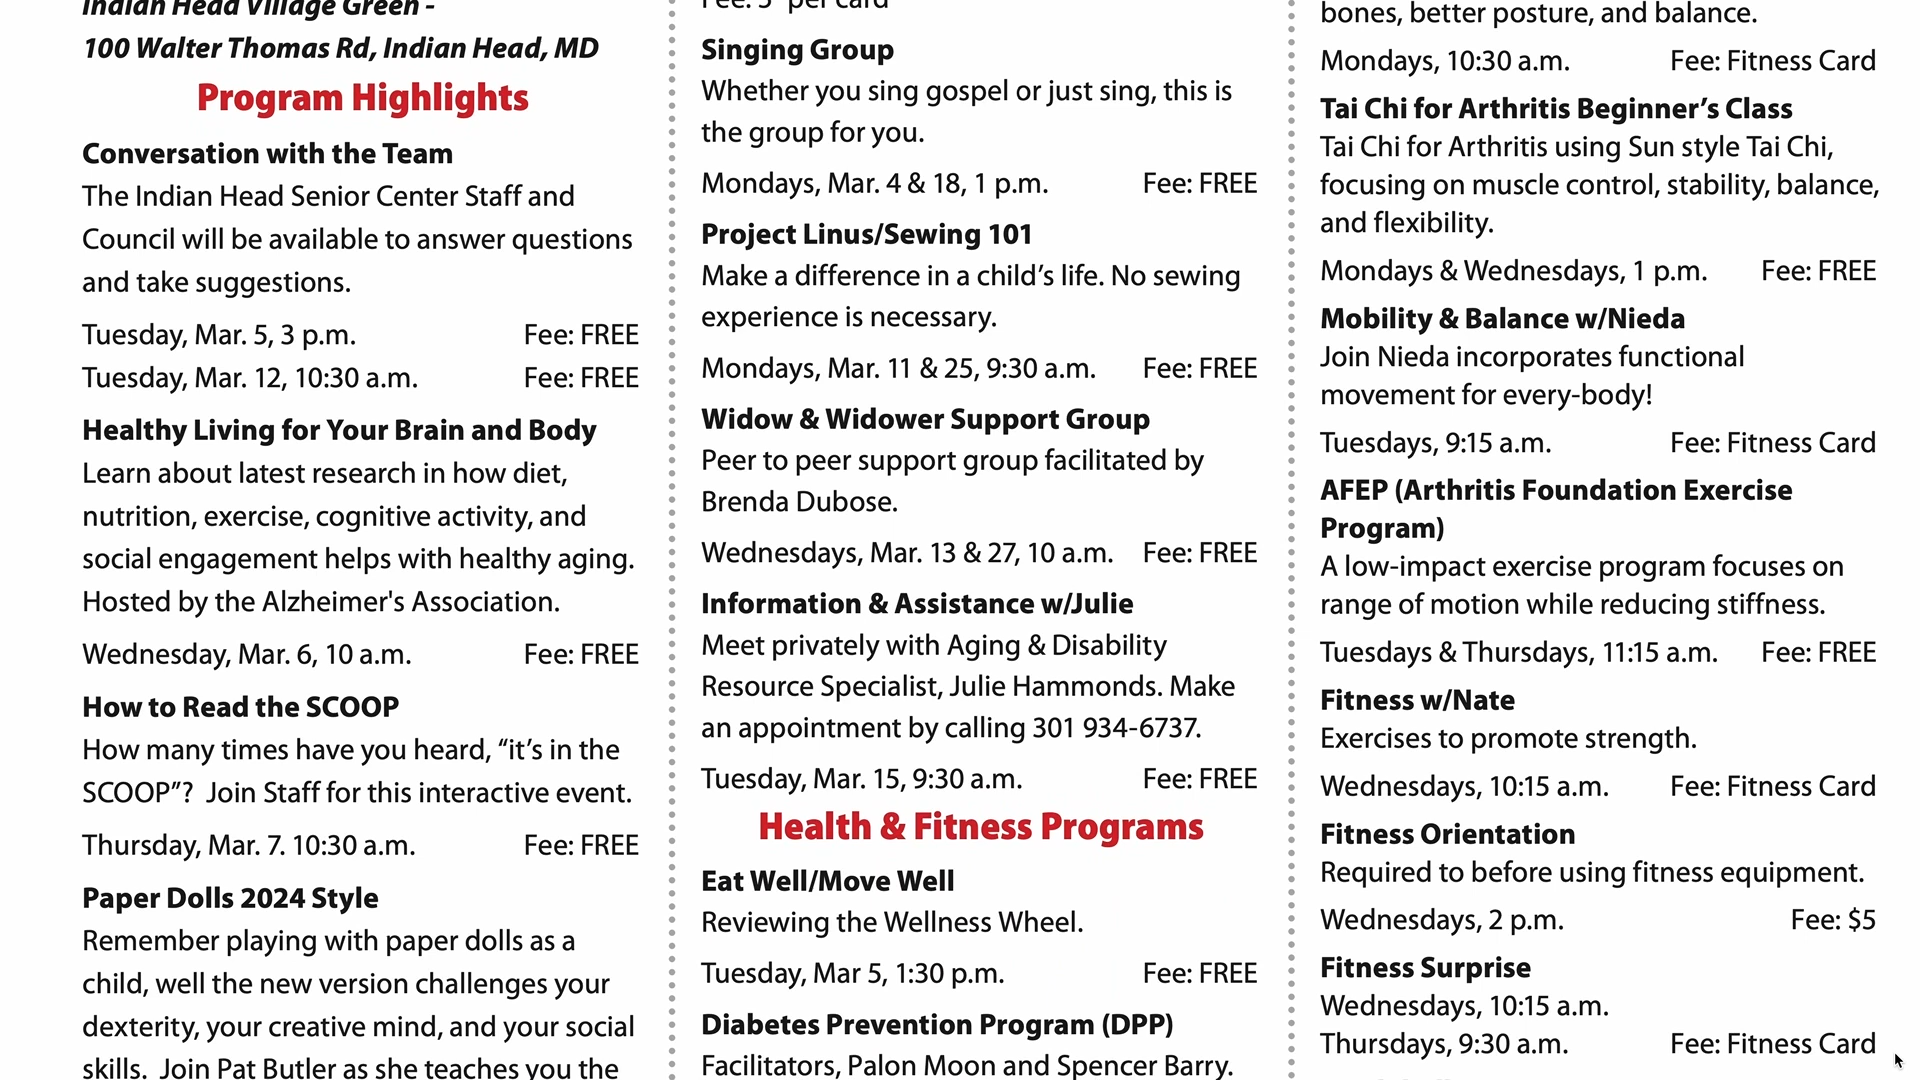 Indian Head Village Green -
100 Walter Thomas Rd, Indian Head, MD
Program Highlights
Conversation with the Team
The Indian Head Senior Center Staff and
Council will be available to answer questions
and take suggestions.
Tuesday, Mar. 5, 3 p.m. Fee: FREE
Tuesday, Mar. 12, 10:30 a.m. Fee: FREE
Healthy Living for Your Brain and Body
Learn about latest research in how diet,
nutrition, exercise, cognitive activity, and
social engagement helps with healthy aging.
Hosted by the Alzheimer's Association.
Wednesday, Mar. 6, 10 a.m. Fee: FREE
How to Read the SCOOP
How many times have you heard, “it’s in the
SCOOP”?  Join Staff for this interactive event.
Thursday, Mar. 7. 10:30 a.m. Fee: FREE
Paper Dolls 2024 Style
Remember playing with paper dolls as a
child, well the new version challenges your
dexterity, your creative mind, and your social
skills.  Join Pat Butler as she teaches you the
per card
Singing Group
Whether you sing gospel or just sing, this is
the group for you.
Mondays, Mar. 4 & 18, 1 p.m. Fee: FREE
Project Linus/Sewing 101
Make a difference in a child’s life. No sewing
experience is necessary.
Mondays, Mar. 11 & 25, 9:30 a.m. Fee: FREE
Widow & Widower Support Group
Peer to peer support group facilitated by
Brenda Dubose.
Wednesdays, Mar. 13 & 27, 10 a.m. Fee: FREE
Information & Assistance w/Julie
Meet privately with Aging & Disability
Resource Specialist, Julie Hammonds. Make
an appointment by calling 301 934-6737.
Tuesday, Mar. 15, 9:30 a.m. Fee: FREE
Health & Fitness Programs
Eat Well/Move Well
Reviewing the Wellness Wheel.
Tuesday, Mar 5, 1:30 p.m. Fee: FREE
Diabetes Prevention Program (DPP)
Facilitators, Palon Moon and Spencer Barry.
bones, better posture, and balance.
Mondays, 10:30 a.m. Fee: Fitness Card
Tai Chi for Arthritis Beginner’s Class
Tai Chi for Arthritis using Sun style Tai Chi,
focusing on muscle control, stability, balance,
and flexibility.
Mondays & Wednesdays, 1 p.m. Fee: FREE
Mobility & Balance w/Nieda
Join Nieda incorporates functional
movement for every-body!
Tuesdays, 9:15 a.m. Fee: Fitness Card
AFEP (Arthritis Foundation Exercise
Program)
A low-impact exercise program focuses on
range of motion while reducing stiffness.
Tuesdays & Thursdays, 11:15 a.m. Fee: FREE
Fitness w/Nate
Exercises to promote strength.
Wednesdays, 10:15 a.m. Fee: Fitness Card
Fitness Orientation
Required to before using fitness equipment.
Wednesdays, 2 p.m. Fee: $5
Fitness Surprise
Wednesdays, 10:15 a.m.
Thursdays, 9:30 a.m. Fee: Fitness Card